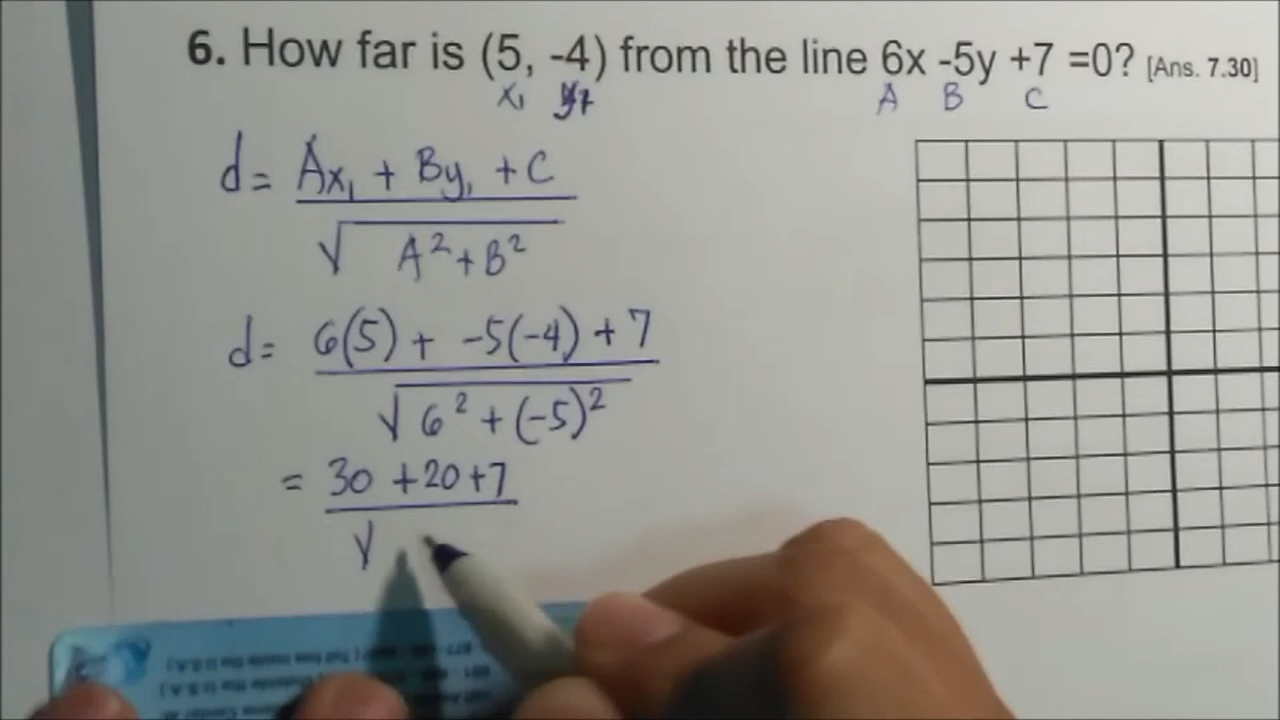 6. How far is (5, -4) from the line 6x -5y +7 =0? [Ans. 7.30]
x₁ y₁ A B C
d = Ax₁ + By₁ + C
√ A² + B²
d = 6(5) + -5(-4) + 7
√ 6² + (-5)²
= 30 + 20 + 7
√